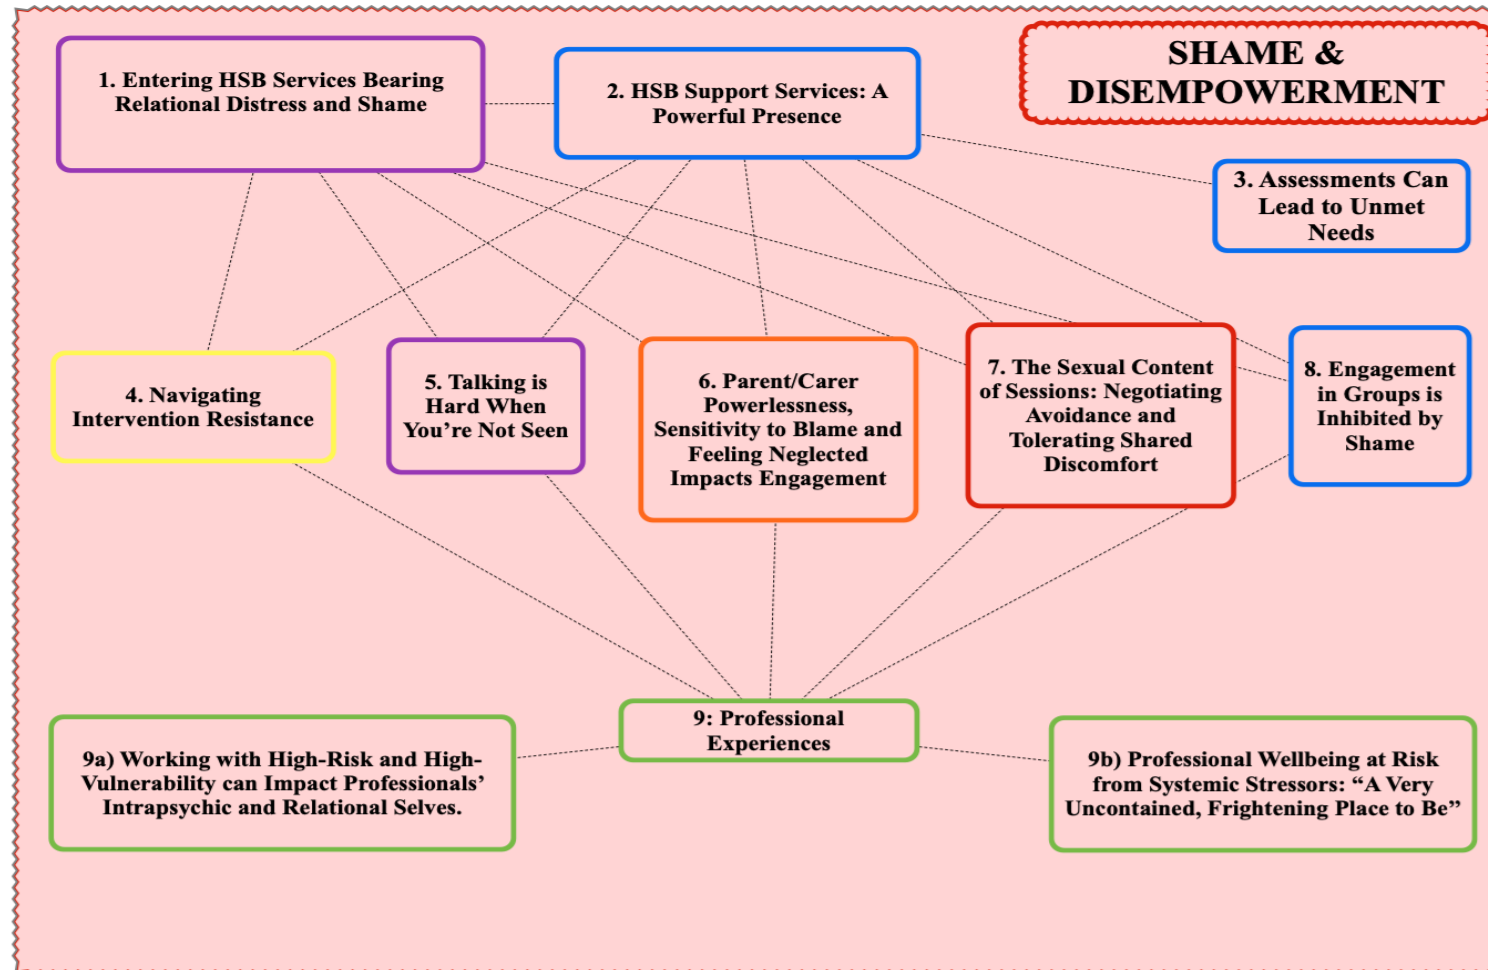 SHAME &
DISEMPOWERMENT
1. Entering HSB Services Bearing
Relational Distress and Shame
2. HSB Support Services: A
Powerful Presence
3. Assessments Can
Lead to Unmet
Needs
4. Navigating
Intervention Resistance
5. Talking is
Hard When
You’re Not Seen
6. Parent/Carer
Powerlessness,
Sensitivity to Blame and
Feeling Neglected
Impacts Engagement
7. The Sexual Content
of Sessions: Negotiating
Avoidance and
Tolerating Shared
Discomfort
8. Engagement
in Groups is
Inhibited by
Shame
9: Professional
Experiences
9a) Working with High-Risk and High-
Vulnerability can Impact Professionals’
Intrapsychic and Relational Selves.
9b) Professional Wellbeing at Risk
from Systemic Stressors: “A Very
Uncontained, Frightening Place to Be”